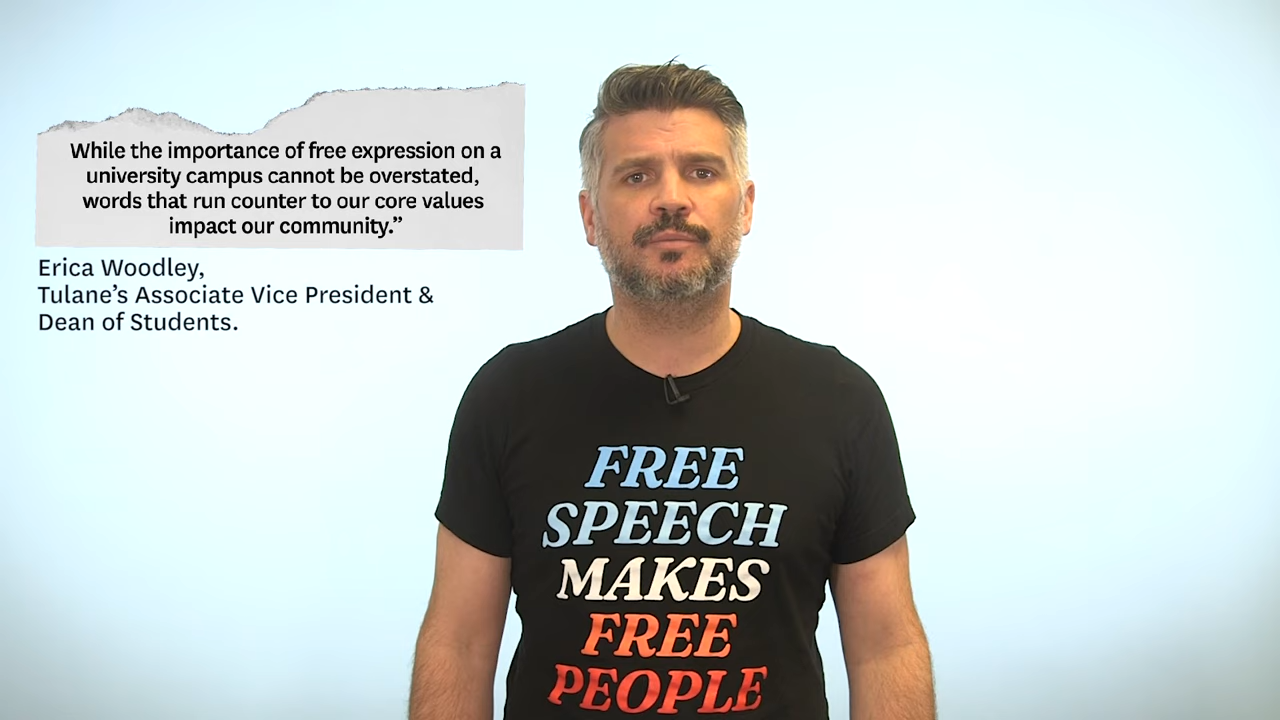 While the importance of free expression on a
university campus cannot be overstated,
words that run counter to our core values
impact our community.”
Erica Woodley,
Tulane’s Associate Vice President &
Dean of Students.
FREE
SPEECH
MAKES
FREE
PEOPLE